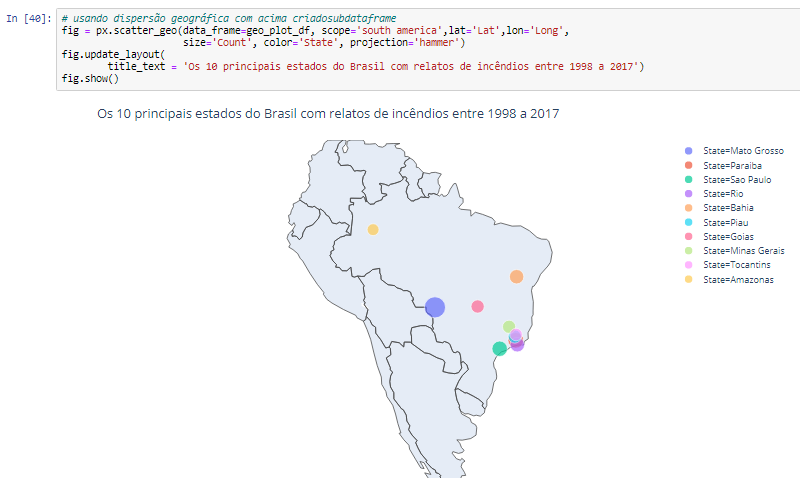 In [40]:
# usando dispersão geográfica com acima criadosubdataframe
fig = px.scatter_geo(data_frame=geo_plot_df, scope='south america',lat='Lat',lon='Long',
size='Count', color='State', projection='hammer')
fig.update_layout(
title_text = 'Os 10 principais estados do Brasil com relatos de incêndios entre 1998 a 2017')
fig.show()
Os 10 principais estados do Brasil com relatos de incêndios entre 1998 a 2017
State=Mato Grosso
State=Paraiba
State=Sao Paulo
State=Rio
State=Bahia
State=Piau
State=Goias
State=Minas Gerais
State=Tocantins
State=Amazonas